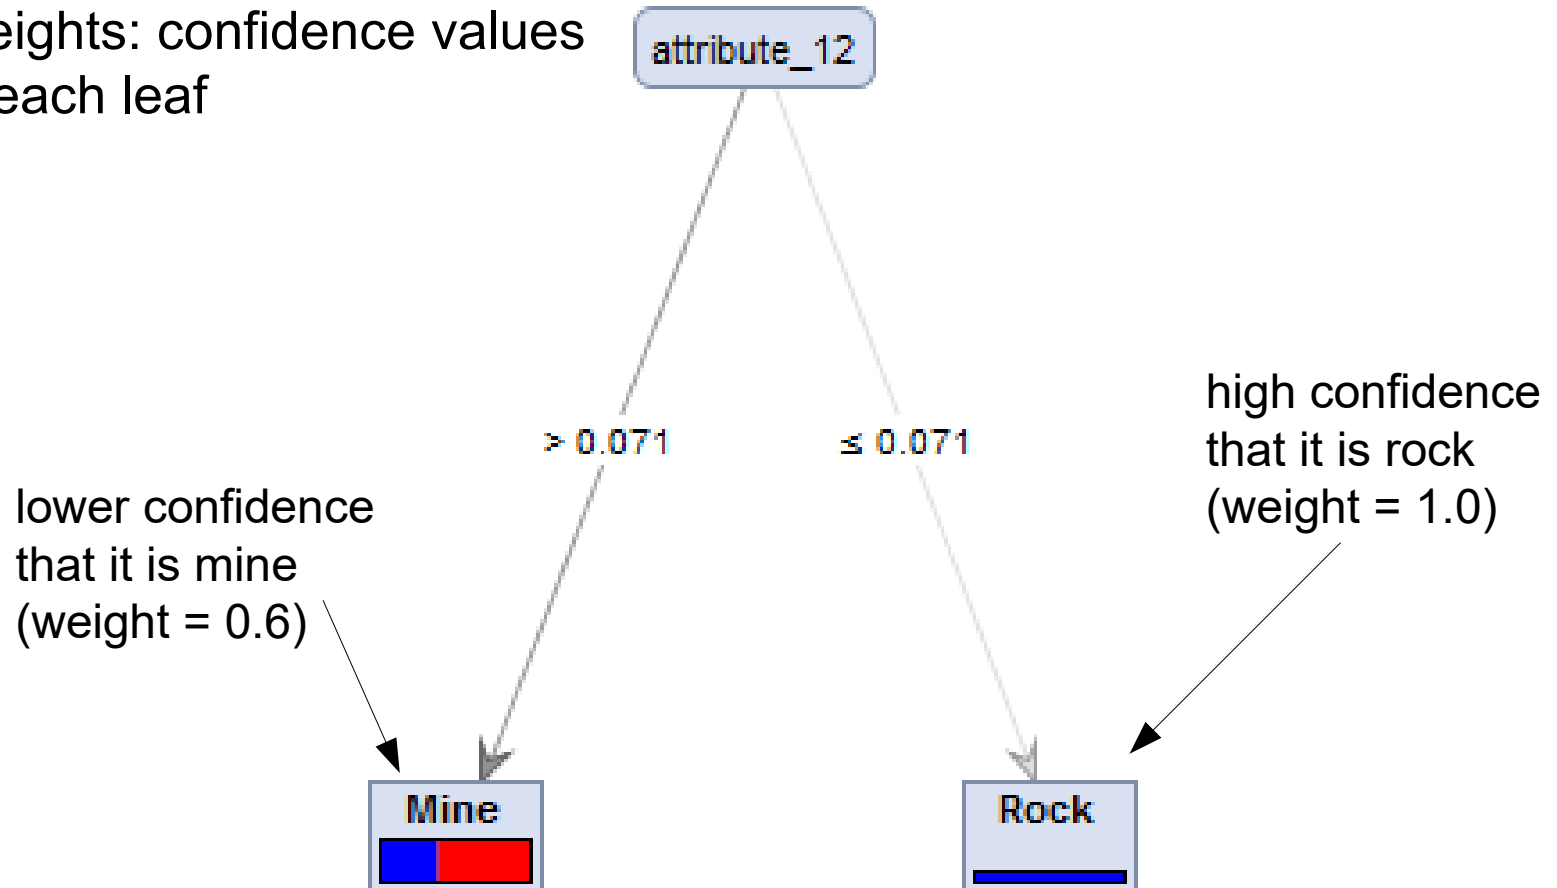 eights: confidence values
each leaf
attribute_12
> 0.071
≤ 0.071
high confidence
that it is rock
(weight = 1.0)
lower confidence
that it is mine
(weight = 0.6)
Mine
Rock